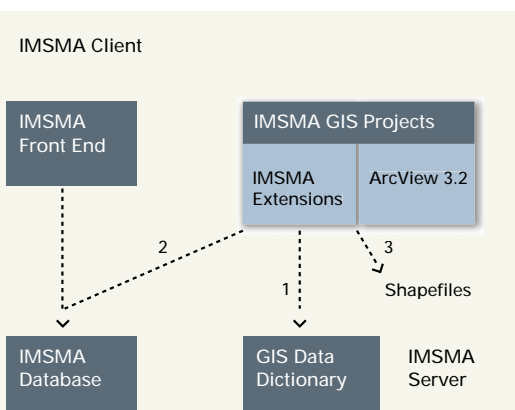 IMSMA Client
IMSMA
Front End
IMSMA GIS Projects
IMSMA
Extensions
ArcView 3.2
2
3
1
Shapefiles
IMSMA
Database
GIS Data
Dictionary
IMSMA
Server